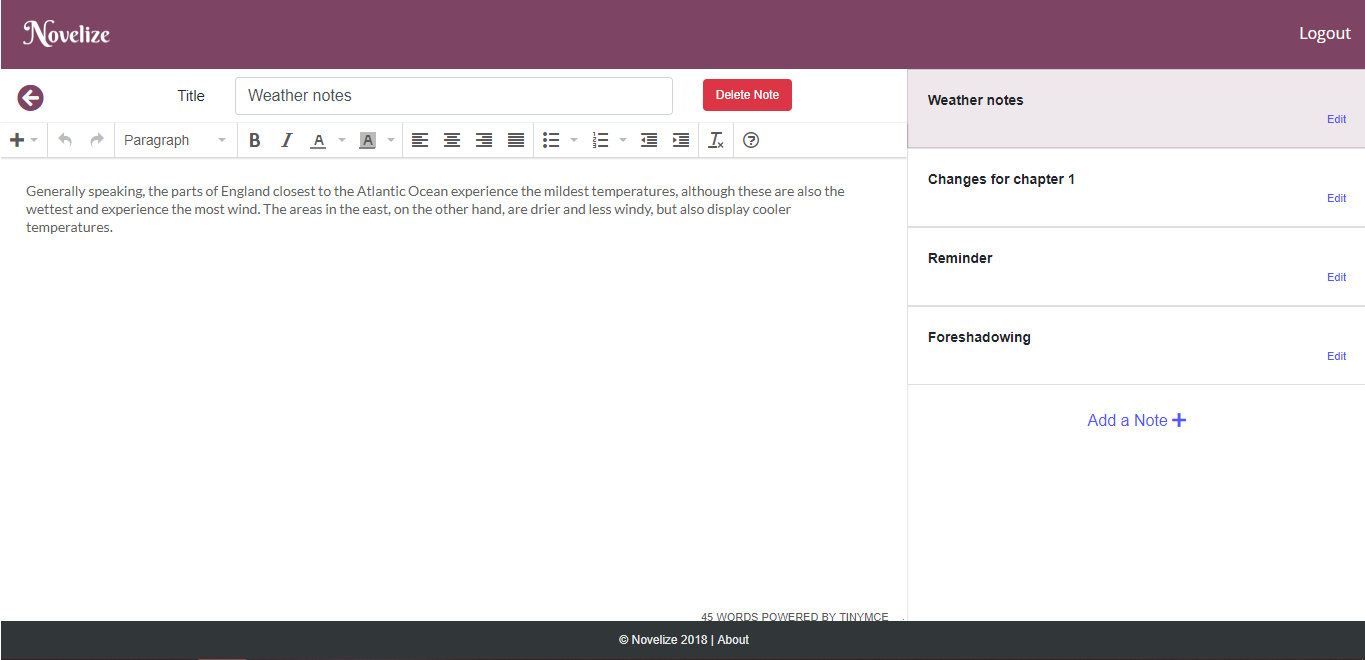 Novelize
Logout
Title
Weather notes
Delete Note
Paragraph
B I A A
Generally speaking, the parts of England closest to the Atlantic Ocean experience the mildest temperatures, although these are also the
wettest and experience the most wind. The areas in the east, on the other hand, are drier and less windy, but also display cooler
temperatures.
45 WORDS POWERED BY TINYMCE
Weather notes
Edit
Changes for chapter 1
Edit
Reminder
Edit
Foreshadowing
Edit
Add a Note
© Novelize 2018 | About